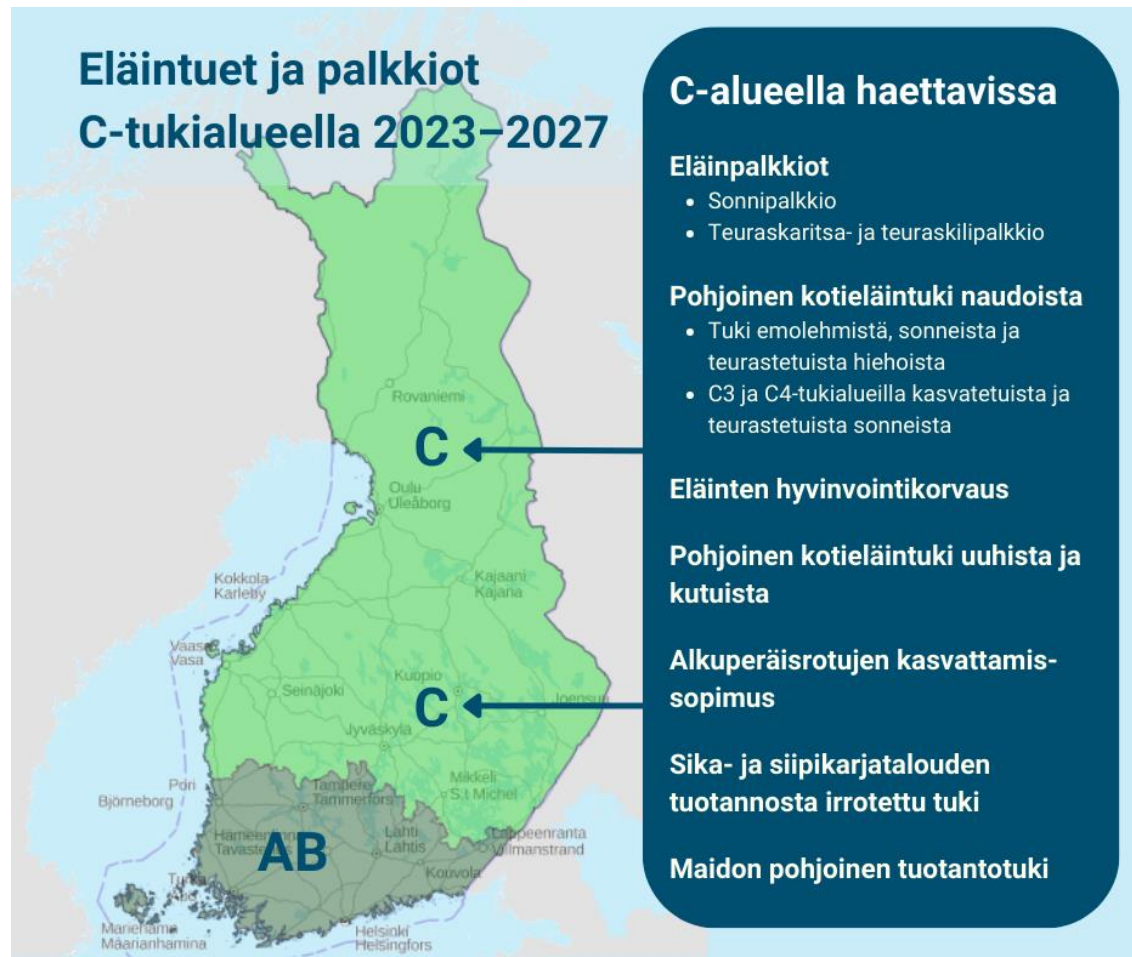 Eläintuet ja palkkiot
C-tukialueella 2023–2027
C-alueella haettavissa
Eläinpalkkiot
• Sonnipalkkio
• Teuraskaritsa- ja teuraskilipalkkio
Pohjoinen kotieläintuki naudoista
• Tuki emolehmistä, sonneista ja
teurastetuista hiehoista
• C3 ja C4-tukialueilla kasvatetuista ja
teurastetuista sonneista
Eläinten hyvinvointikorvaus
Pohjoinen kotieläintuki uuhista ja
kutuista
Alkuperäisrotujen kasvattamis-
sopimus
Sika- ja siipikarjatalouden
tuotannosta irrotettu tuki
Maidon pohjoinen tuotantotuki
Rovaniemi
C
Oulu
Uleåborg
Kajaani
Kajana
Kokkola
Karleby
Vaasa
Vasa
Seinäjoki
Kuopio
C
Joensuu
Jyväskylä
Mikkeli
S:t Michel
Pori
Björneborg
Tampere
Tammerfors
Lahti
Lahtis
AB
Lappeenranta
Villmanstrand
Kouvola
Helsinki
Helsingfors
Mariehamn
Maarianhamina